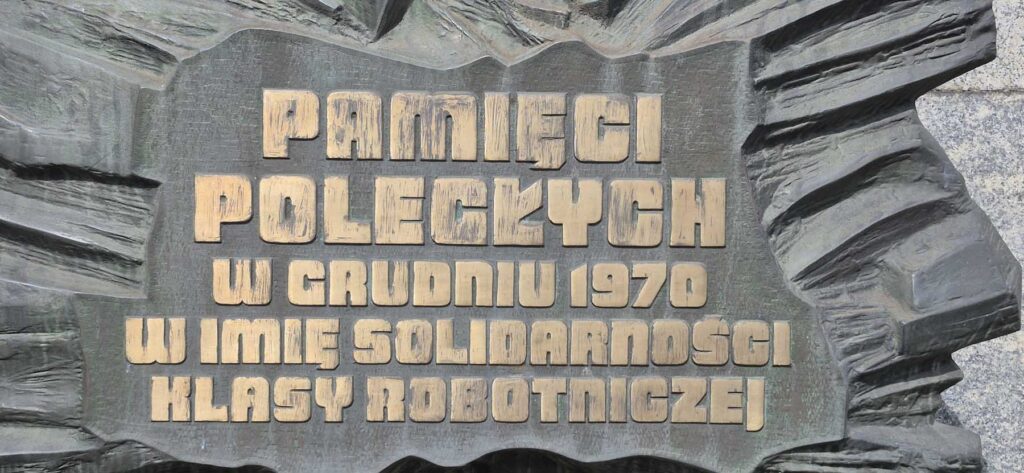 PAMIĘCI
POLEGŁYCH
W GRUDNIU 1970
W IMIĘ SOLIDARNOŚCI
KLASY ROBOTNICZEJ